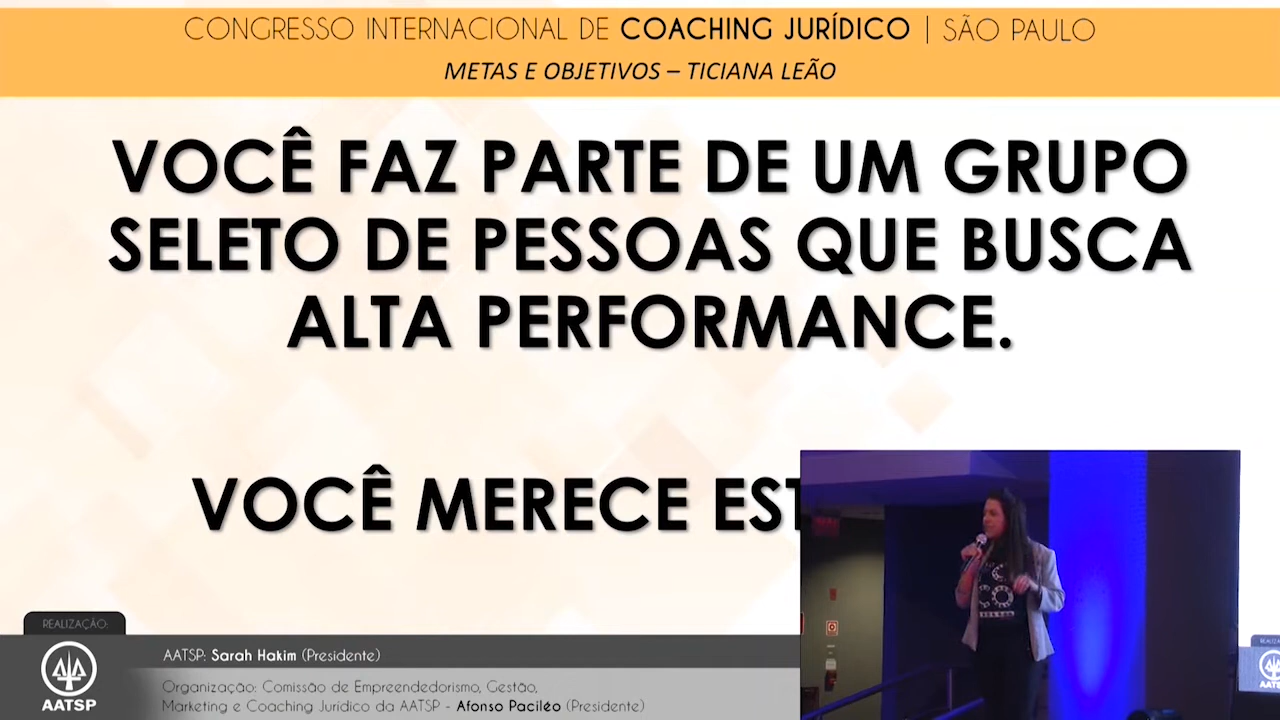 CONGRESSO INTERNACIONAL DE COACHING JURÍDICO | SÃO PAULO
METAS E OBJETIVOS – TICIANA LEÃO
VOCÊ FAZ PARTE DE UM GRUPO
SELETO DE PESSOAS QUE BUSCA
ALTA PERFORMANCE.
VOCÊ MERECE EST
REALIZAÇÃO:
AATSP
AATSP: Sarah Hakim (Presidente)
Organização: Comissão de Empreendedorismo, Gestão,
Marketing e Coaching Jurídico da AATSP - Afonso Paciléo (Presidente)